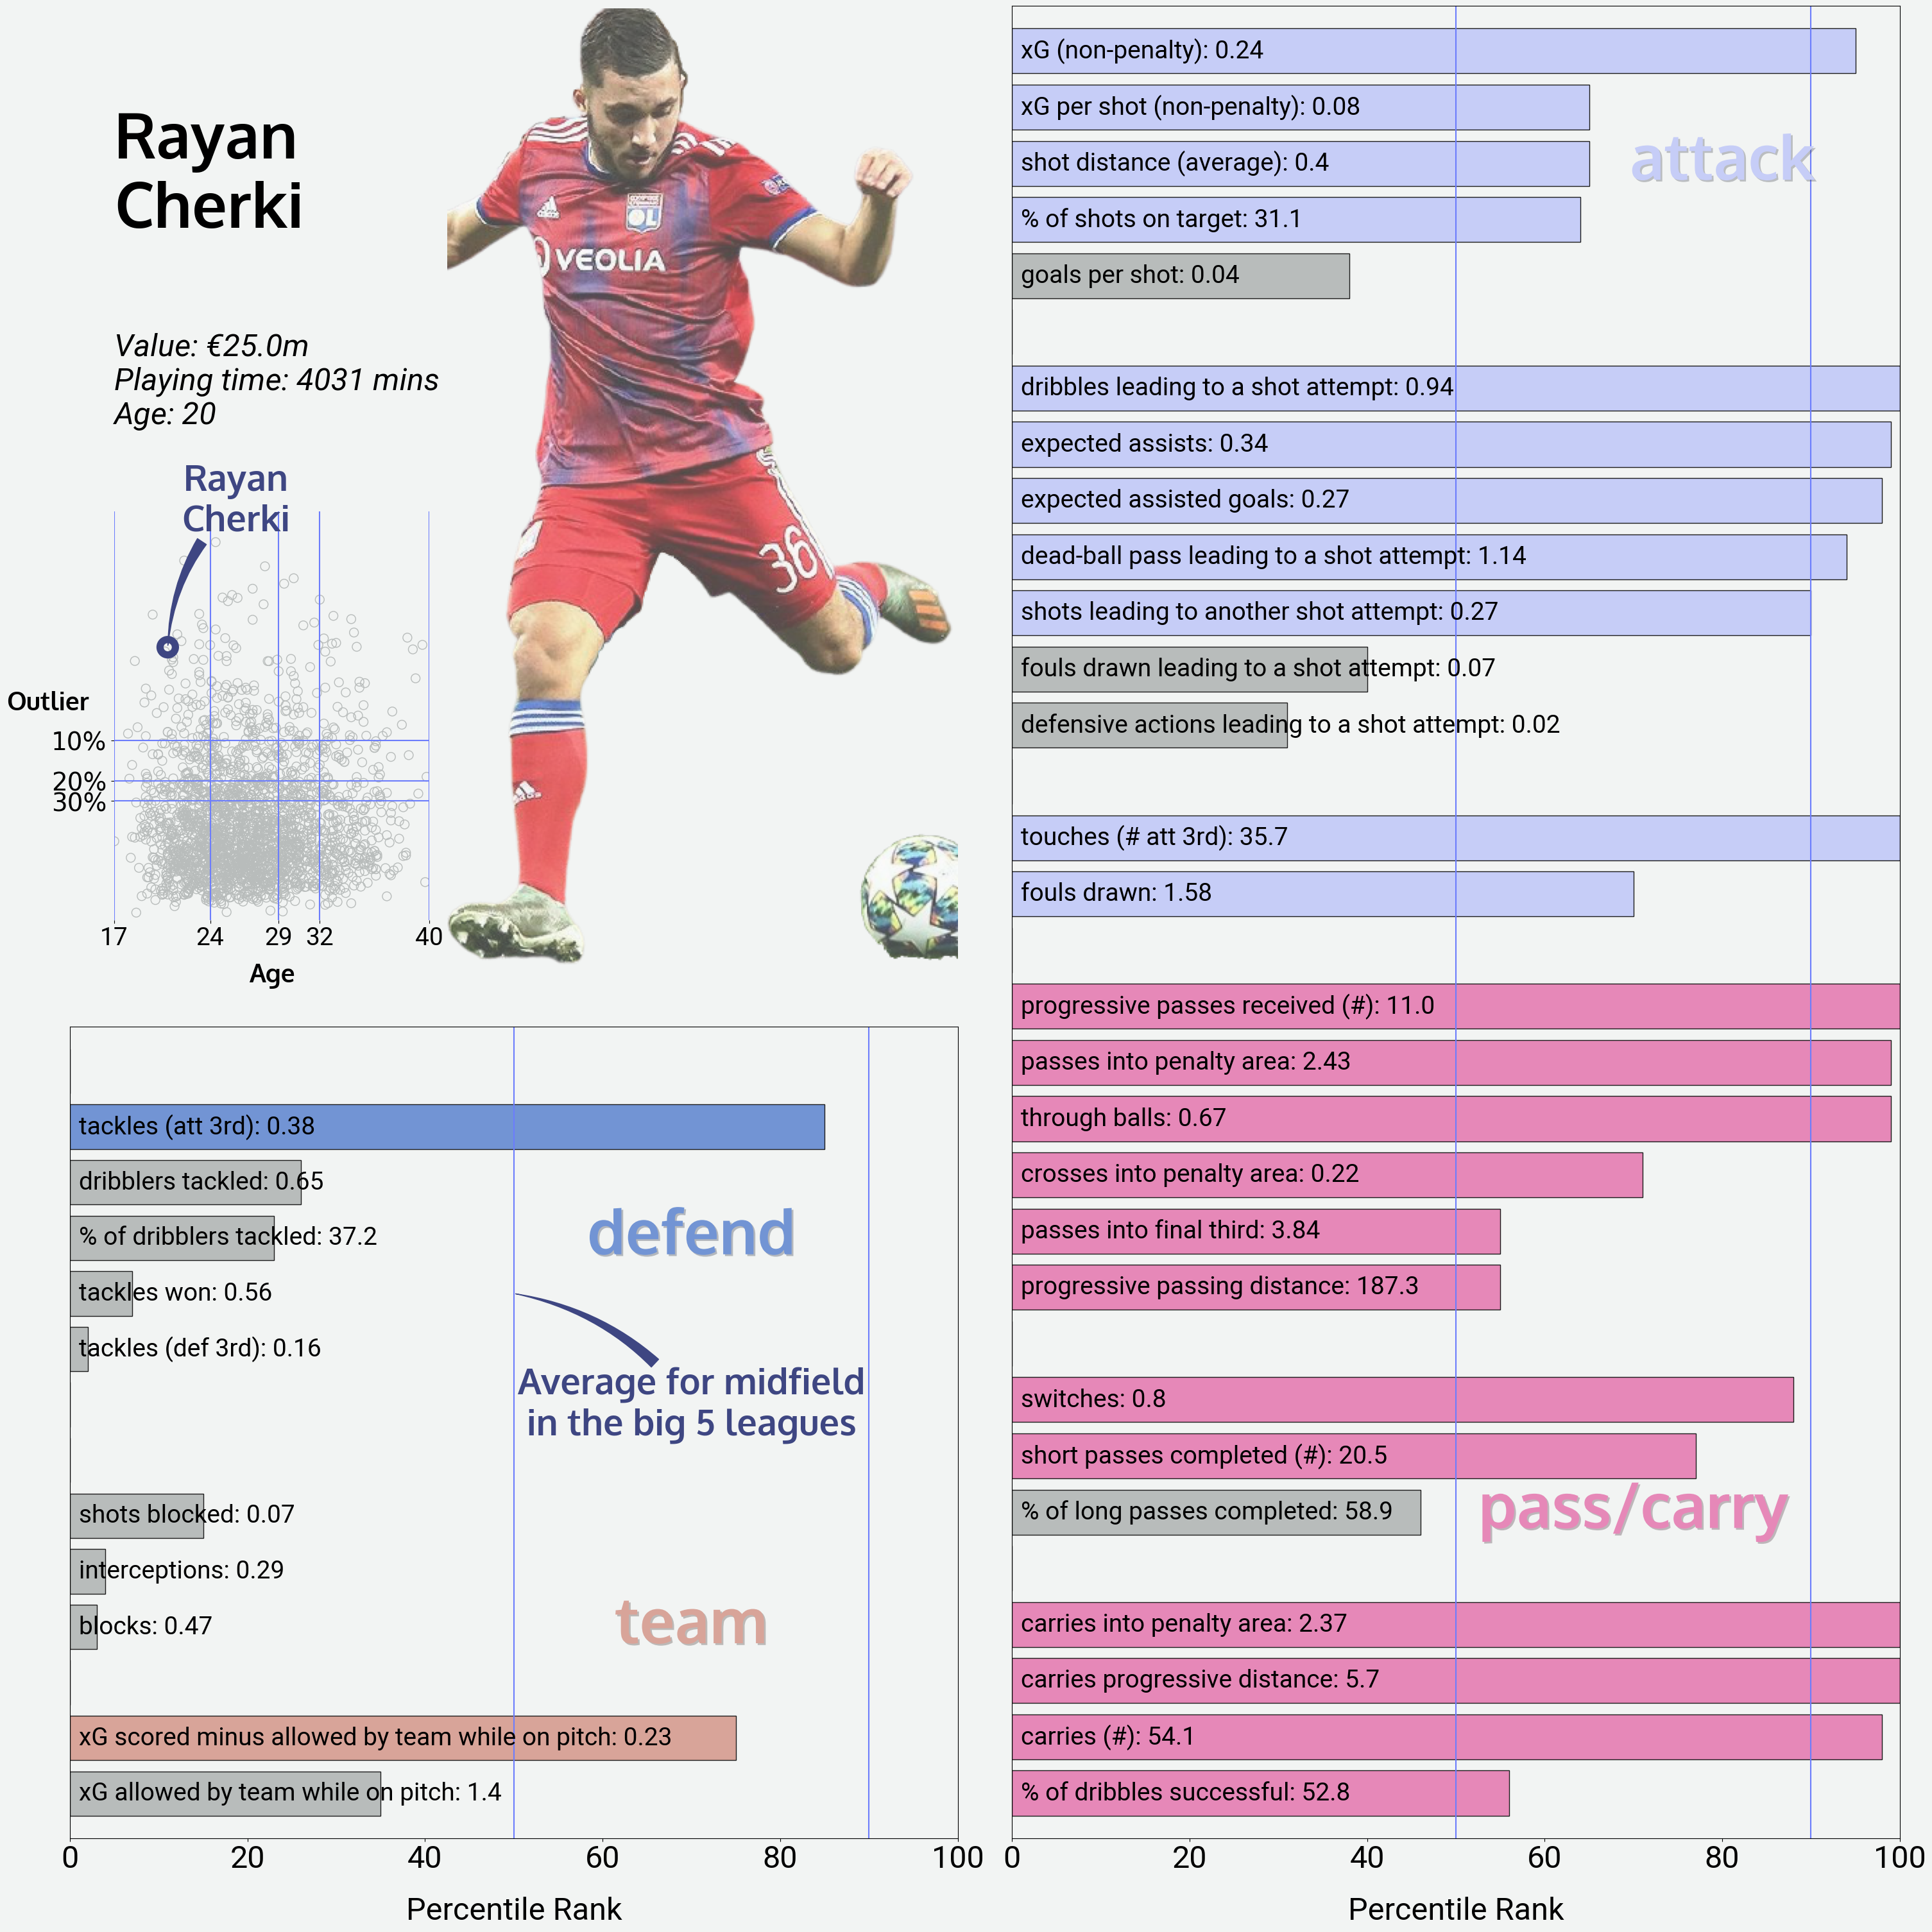 Rayan
Cherki
Value: €25.0m
Playing time: 4031 mins
Age: 20
Rayan
Cherki
Outlier
10%
20%
30%
17 24 29 32 40
Age
VEOLIA
OL
36
adidas
tackles (att 3rd): 0.38
dribblers tackled: 0.65
% of dribblers tackled: 37.2
tackles won: 0.56
tackles (def 3rd): 0.16
defend
Average for midfield
in the big 5 leagues
shots blocked: 0.07
interceptions: 0.29
blocks: 0.47
team
xG scored minus allowed by team while on pitch: 0.23
xG allowed by team while on pitch: 1.4
0 20 40 60 80 100
Percentile Rank
xG (non-penalty): 0.24
xG per shot (non-penalty): 0.08
shot distance (average): 0.4
attack
% of shots on target: 31.1
goals per shot: 0.04
dribbles leading to a shot attempt: 0.94
expected assists: 0.34
expected assisted goals: 0.27
dead-ball pass leading to a shot attempt: 1.14
shots leading to another shot attempt: 0.27
fouls drawn leading to a shot attempt: 0.07
defensive actions leading to a shot attempt: 0.02
touches (# att 3rd): 35.7
fouls drawn: 1.58
progressive passes received (#): 11.0
passes into penalty area: 2.43
through balls: 0.67
crosses into penalty area: 0.22
passes into final third: 3.84
progressive passing distance: 187.3
switches: 0.8
short passes completed (#): 20.5
% of long passes completed: 58.9
pass/carry
carries into penalty area: 2.37
carries progressive distance: 5.7
carries (#): 54.1
% of dribbles successful: 52.8
0 20 40 60 80 100
Percentile Rank